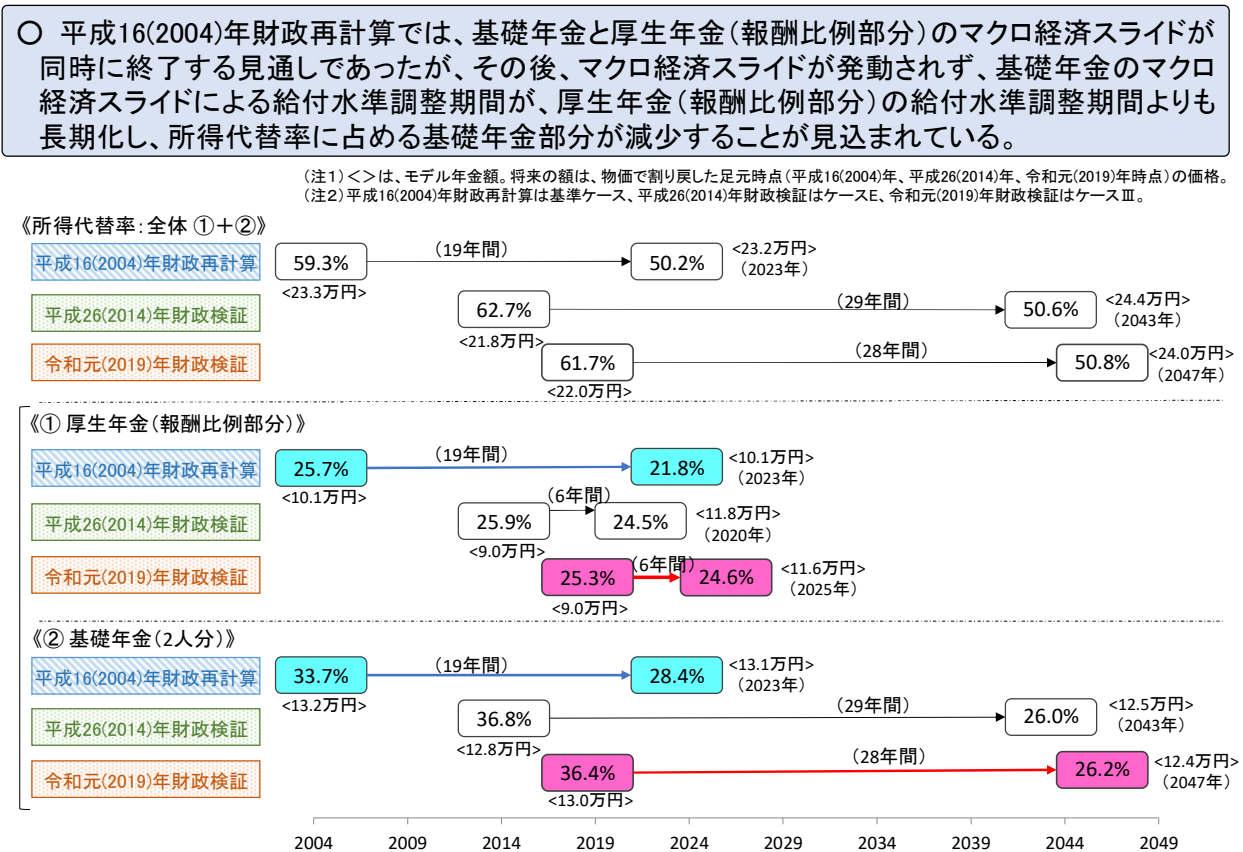 ○ 平成16(2004)年財政再計算では、基礎年金と厚生年金(報酬比例部分)のマクロ経済スライドが
同時に終了する見通しであったが、その後、マクロ経済スライドが発動されず、基礎年金のマクロ
経済スライドによる給付水準調整期間が、厚生年金(報酬比例部分)の給付水準調整期間よりも
長期化し、所得代替率に占める基礎年金部分が減少することが見込まれている。
(注1)<>は、モデル年金額。将来の額は、物価で割り戻した足元時点(平成16(2004)年、平成26(2014)年、令和元(2019)年時点)の価格。
(注2)平成16(2004)年財政再計算は基準ケース、平成26(2014)年財政検証はケースE、令和元(2019)年財政検証はケースⅢ。
《所得代替率:全体 ①+②》
平成16(2004)年財政再計算 59.3% (19年間) 50.2% <23.2万円>
(2023年)
<23.3万円>
平成26(2014)年財政検証 62.7% (29年間) 50.6% <24.4万円>
(2043年)
<21.8万円>
令和元(2019)年財政検証 61.7% (28年間) 50.8% <24.0万円>
(2047年)
<22.0万円>
《① 厚生年金(報酬比例部分)》
平成16(2004)年財政再計算 25.7% (19年間) 21.8% <10.1万円>
(2023年)
<10.1万円>
平成26(2014)年財政検証 25.9% (6年間) 24.5% <11.8万円>
(2020年)
<9.0万円>
令和元(2019)年財政検証 25.3% (6年間) 24.6% <11.6万円>
(2025年)
<9.0万円>
《② 基礎年金(2人分)》
平成16(2004)年財政再計算 33.7% (19年間) 28.4% <13.1万円>
(2023年)
<13.2万円>
平成26(2014)年財政検証 36.8% (29年間) 26.0% <12.5万円>
(2043年)
<12.8万円>
令和元(2019)年財政検証 36.4% (28年間) 26.2% <12.4万円>
(2047年)
<13.0万円>
2004 2009 2014 2019 2024 2029 2034 2039 2044 2049